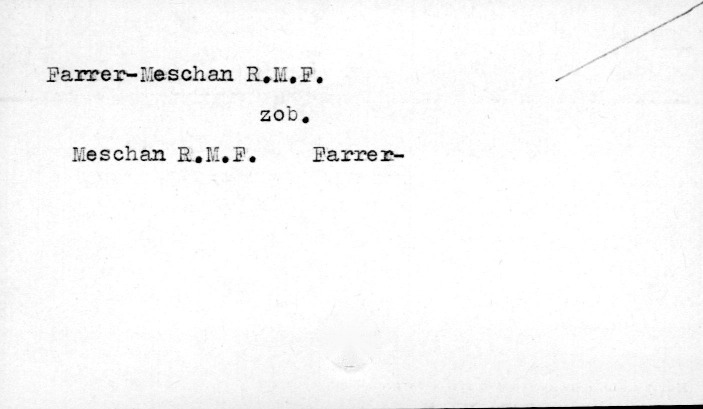 Farrer-Meschan R.M.F.
zob.
Meschan R.M.F. Farrer-